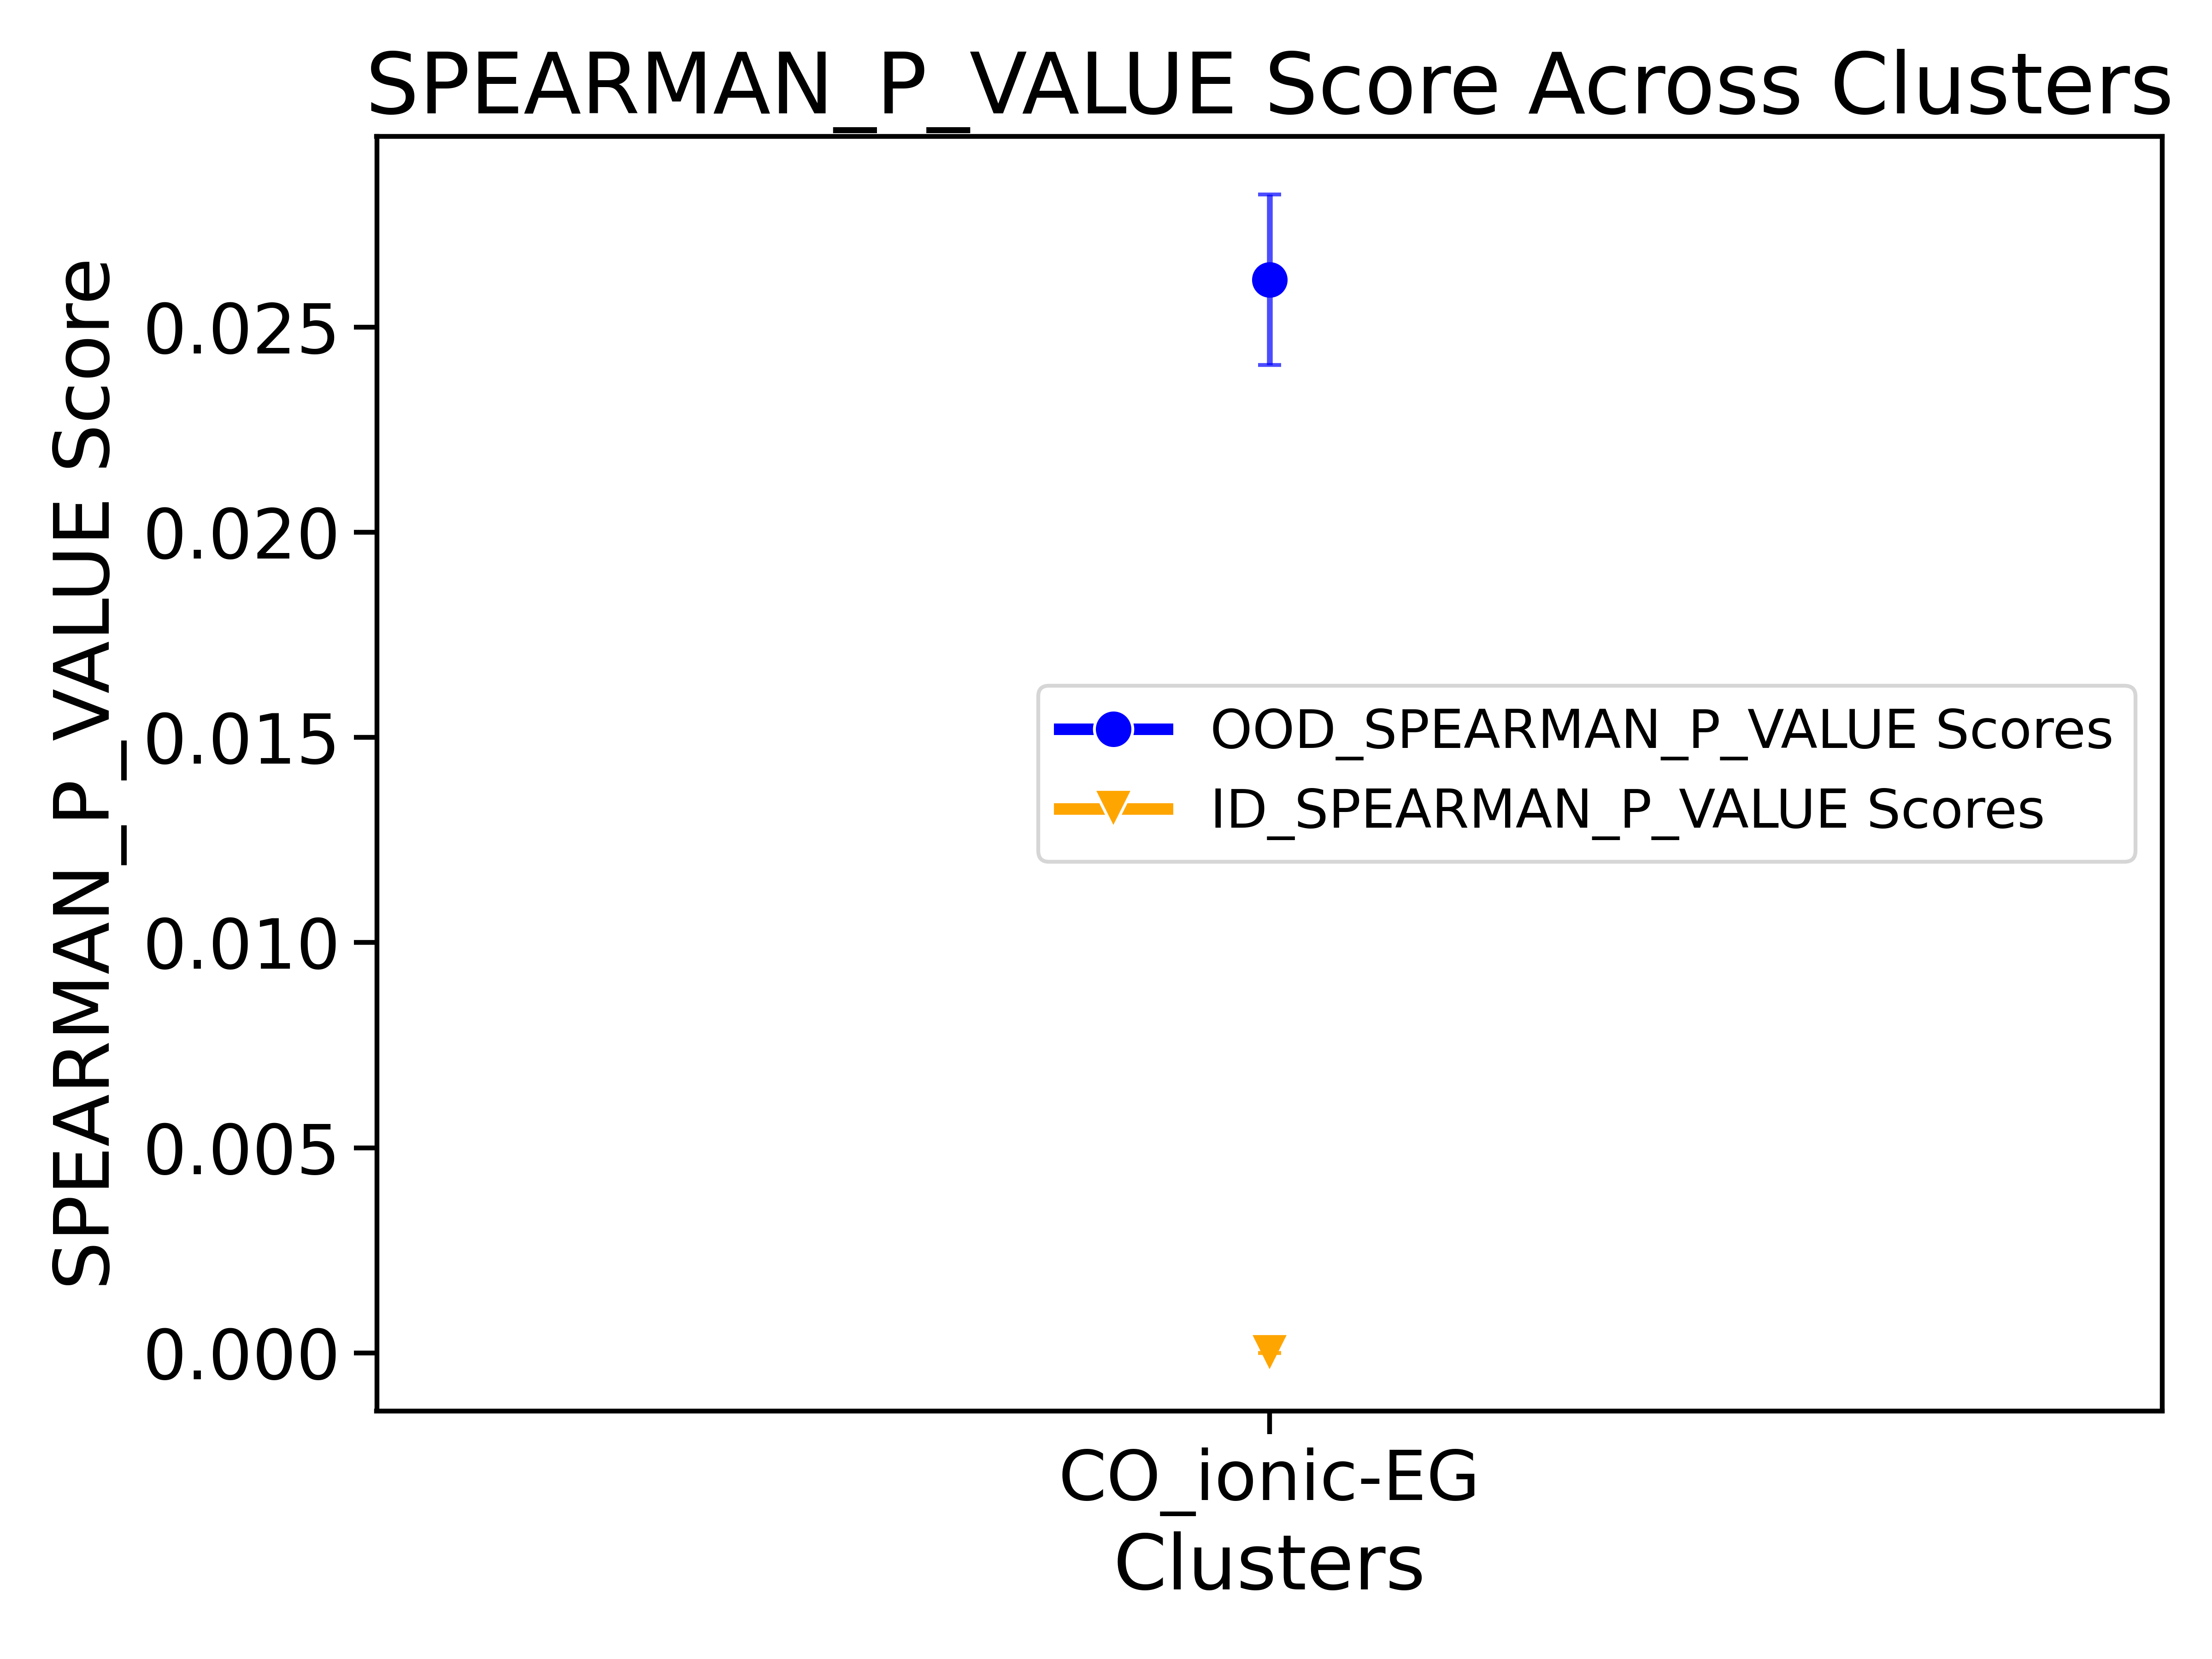 SPEARMAN_P_VALUE Score Across Clusters
SPEARMAN_P_VALUE Score
0.025
0.020
0.015
0.010
0.005
0.000
OOD_SPEARMAN_P_VALUE Scores
ID_SPEARMAN_P_VALUE Scores
CO_ionic-EG
Clusters